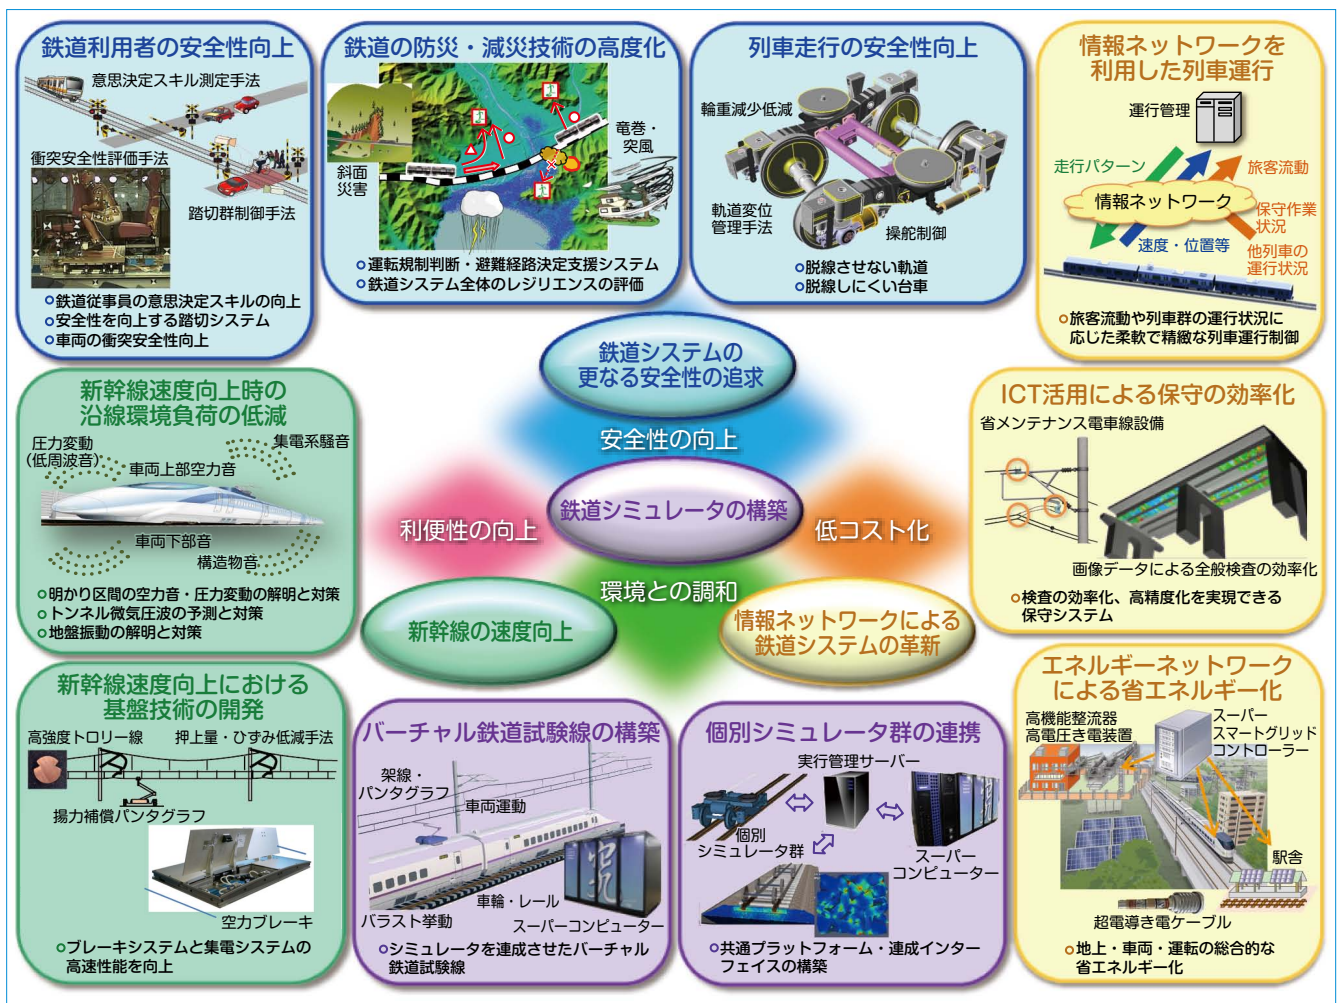 鉄道利用者の安全性向上
意思決定スキル測定手法
衝突安全性評価手法
踏切群制御手法
鉄道従事員の意思決定スキルの向上
安全性を向上する踏切システム
車両の衝突安全性向上
鉄道の防災・減災技術の高度化
斜面
災害
竜巻・
突風
運転規制判断・避難経路決定支援システム
鉄道システム全体のレジリエンスの評価
列車走行の安全性向上
輪重減少低減
軌道変位
管理手法
操舵制御
脱線させない軌道
脱線しにくい台車
情報ネットワークを
利用した列車運行
運行管理
走行パターン
旅客流動
情報ネットワーク
保守作業
状況
速度・位置等
他列車の
運行状況
旅客流動や列車群の運行状況に
応じた柔軟で精緻な列車運行制御
鉄道システムの
更なる安全性の追求
安全性の向上
鉄道シミュレータの構築
利便性の向上
低コスト化
環境との調和
新幹線の速度向上
情報ネットワークによる
鉄道システムの革新
新幹線速度向上時の
沿線環境負荷の低減
圧力変動
(低周波音)
集電系騒音
車両上部空力音
車両下部音
構造物音
明かり区間の空力音・圧力変動の解明と対策
トンネル微気圧波の予測と対策
地盤振動の解明と対策
ICT活用による保守の効率化
省メンテナンス電車線設備
画像データによる全般検査の効率化
検査の効率化、高精度化を実現できる
保守システム
新幹線速度向上における
基盤技術の開発
高強度トロリー線
押上量・ひずみ低減手法
揚力補償パンタグラフ
空力ブレーキ
ブレーキシステムと集電システムの
高速性能を向上
バーチャル鉄道試験線の構築
架線・
パンタグラフ
車両運動
車輪・レール
バラスト挙動
スーパーコンピューター
シミュレータを連成させたバーチャル
鉄道試験線
個別シミュレータ群の連携
実行管理サーバー
個別
シミュレータ群
スーパー
コンピューター
共通プラットフォーム・連成インター
フェイスの構築
エネルギーネットワーク
による省エネルギー化
高機能整流器
高電圧き電装置
スーパー
スマートグリッド
コントローラー
駅舎
超電導き電ケーブル
地上・車両・運転の総合的な
省エネルギー化